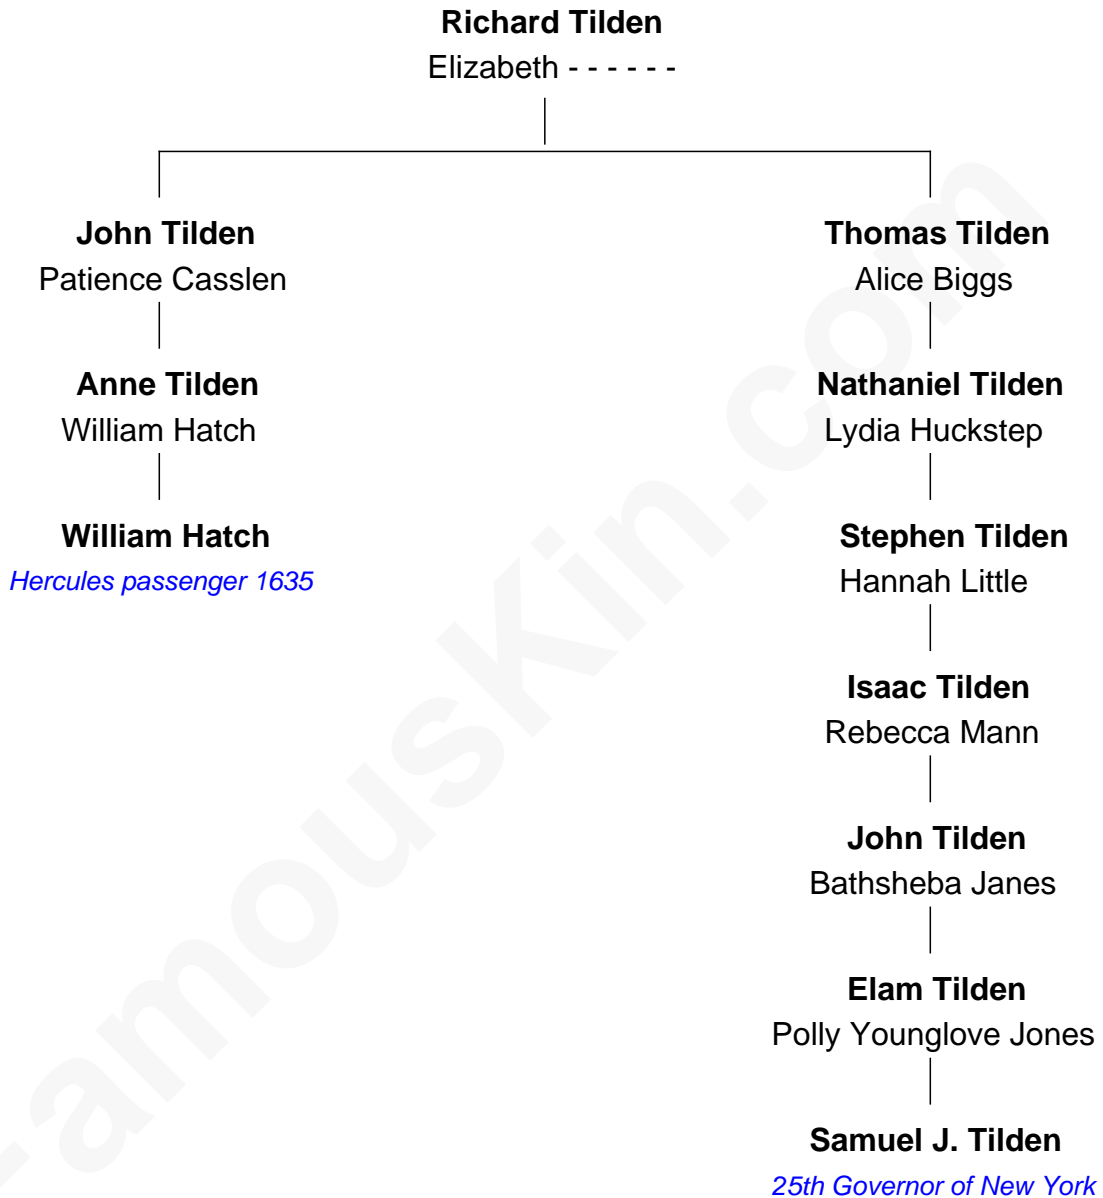 Richard Tilden
Elizabeth - - - - - -
John Tilden
Patience Casslen
Anne Tilden
William Hatch
William Hatch
Hercules passenger 1635
Thomas Tilden
Alice Biggs
Nathaniel Tilden
Lydia Huckstep
Stephen Tilden
Hannah Little
Isaac Tilden
Rebecca Mann
John Tilden
Bathsheba Janes
Elam Tilden
Polly Younglove Jones
Samuel J. Tilden
25th Governor of New York
FamousKin.com